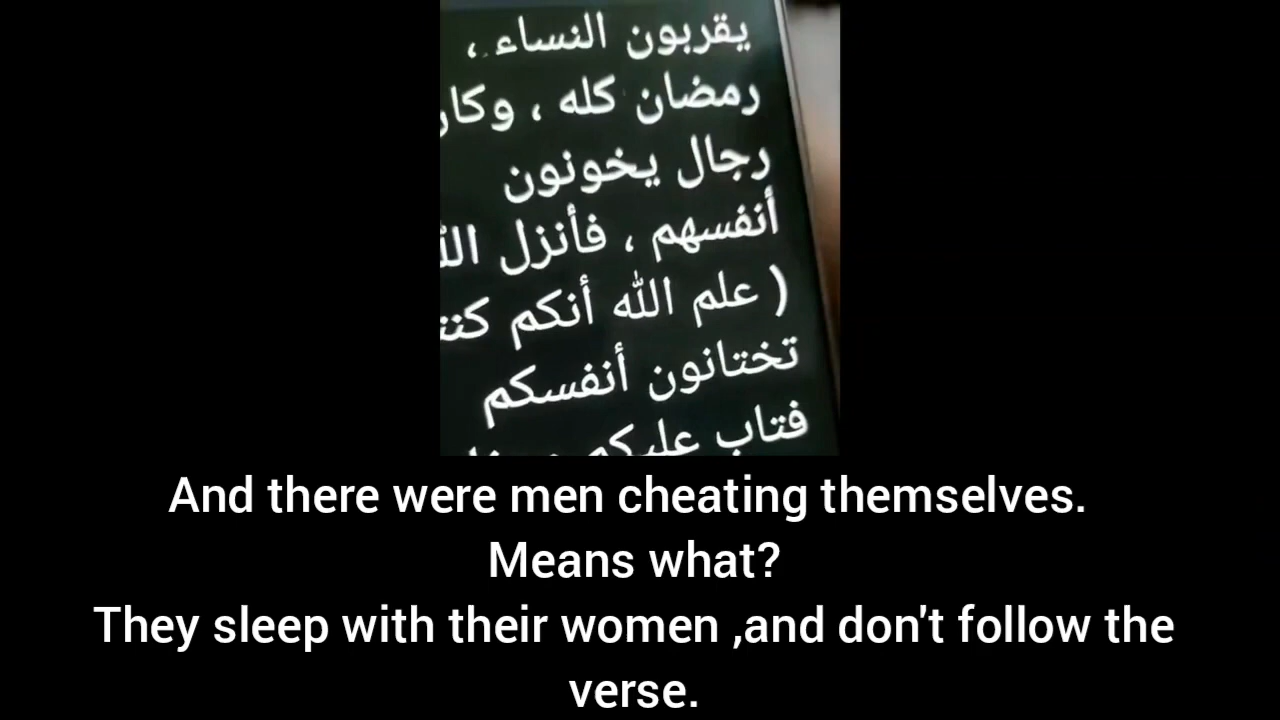 يقربون النساء ،
رمضان كله ،
رجال يخونون
أنفسهم ، فأنزل
( علم الله أنكم
تختانون أنفسكم
فتاب عليكم
And there were men cheating themselves.
Means what?
They sleep with their women ,and don't follow the
verse.